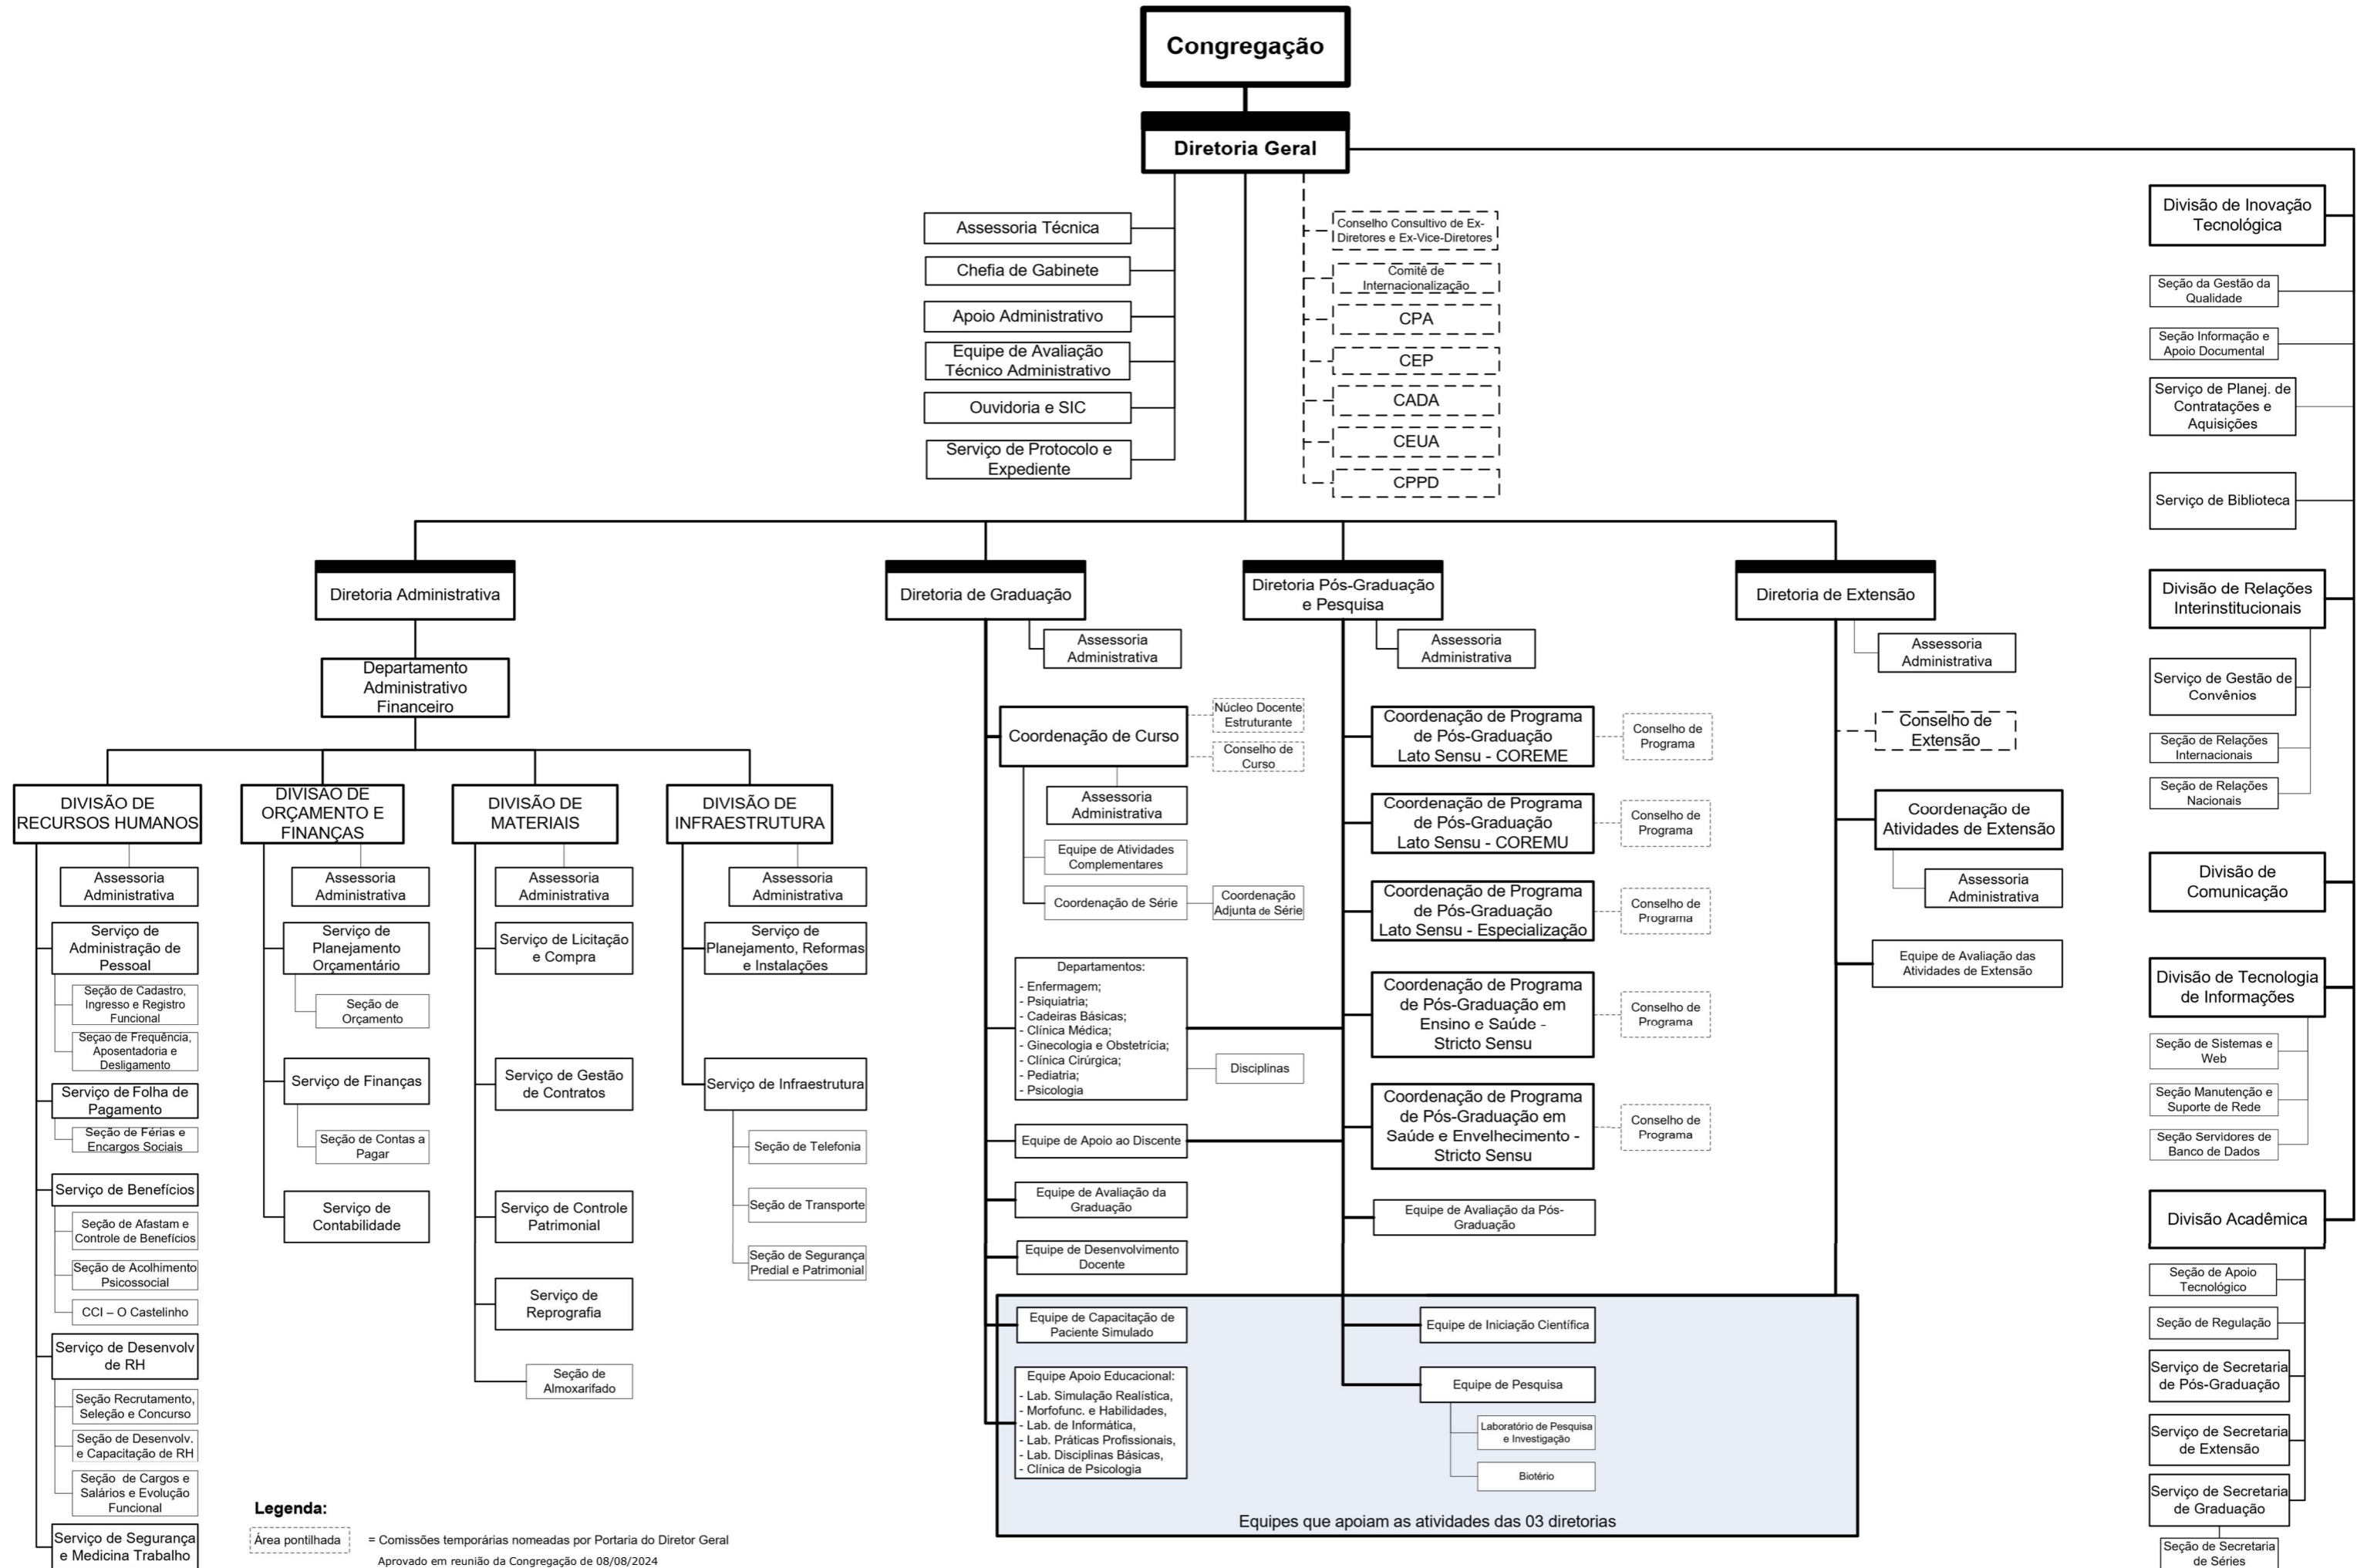 Congregação
Diretoria Geral
Assessoria Técnica
Chefia de Gabinete
Apoio Administrativo
Equipe de Avaliação
Técnico Administrativo
Ouvidoria e SIC
Serviço de Protocolo e
Expediente
Conselho Consultivo de Ex-
Diretores e Ex-Vice-Diretores
Comitê de
Internacionalização
CPA
CEP
CADA
CEUA
CPPD
Diretoria Administrativa
Departamento
Administrativo
Financeiro
DIVISÃO DE
RECURSOS HUMANOS
Assessoria
Administrativa
Serviço de
Administração de
Pessoal
Seção de Cadastro,
Ingresso e Registro
Funcional
Seçao de Frequência,
Aposentadoria e
Desligamento
Serviço de Folha de
Pagamento
Seção de Férias e
Encargos Sociais
Serviço de Benefícios
Seção de Afastam e
Controle de Benefícios
Seção de Acolhimento
Psicossocial
CCI – O Castelinho
Serviço de Desenvolv
de RH
Seção Recrutamento,
Seleção e Concurso
Seção de Desenvolv.
e Capacitação de RH
Seção de Cargos e
Salários e Evolução
Funcional
Serviço de Segurança
e Medicina Trabalho
DIVISÃO DE
ORÇAMENTO E
FINANÇAS
Assessoria
Administrativa
Serviço de
Planejamento
Orçamentário
Seção de
Orçamento
Serviço de Finanças
Seção de Contas a
Pagar
Serviço de
Contabilidade
DIVISÃO DE
MATERIAIS
Assessoria
Administrativa
Serviço de Licitação
e Compra
Serviço de Gestão
de Contratos
Serviço de Controle
Patrimonial
Serviço de
Reprografia
Seção de
Almoxarifado
DIVISÃO DE
INFRAESTRUTURA
Assessoria
Administrativa
Serviço de
Planejamento, Reformas
e Instalações
Serviço de Infraestrutura
Seção de Telefonia
Seção de Transporte
Seção de Segurança
Predial e Patrimonial
Diretoria de Graduação
Assessoria
Administrativa
Coordenação de Curso
Núcleo Docente
Estruturante
Conselho de
Curso
Assessoria
Administrativa
Equipe de Atividades
Complementares
Coordenação de Série
Coordenação
Adjunta de Série
Departamentos:
- Enfermagem;
- Psiquiatria;
- Cadeiras Básicas;
- Clínica Médica;
- Ginecologia e Obstetrícia;
- Clínica Cirúrgica;
- Pediatria;
- Psicologia
Disciplinas
Equipe de Apoio ao Discente
Equipe de Avaliação da
Graduação
Equipe de Desenvolvimento
Docente
Equipe de Capacitação de
Paciente Simulado
Equipe Apoio Educacional:
- Lab. Simulação Realística,
- Morfofunc. e Habilidades,
- Lab. de Informática,
- Lab. Práticas Profissionais,
- Lab. Disciplinas Básicas,
- Clínica de Psicologia
Diretoria Pós-Graduação
e Pesquisa
Assessoria
Administrativa
Coordenação de Programa
de Pós-Graduação
Lato Sensu - COREME
Conselho de
Programa
Coordenação de Programa
de Pós-Graduação
Lato Sensu - COREMU
Conselho de
Programa
Coordenação de Programa
de Pós-Graduação
Lato Sensu - Especialização
Conselho de
Programa
Coordenação de Programa
de Pós-Graduação em
Ensino e Saúde -
Stricto Sensu
Conselho de
Programa
Coordenação de Programa
de Pós-Graduação em
Saúde e Envelhecimento -
Stricto Sensu
Conselho de
Programa
Equipe de Avaliação da Pós-
Graduação
Equipe de Iniciação Científica
Equipe de Pesquisa
Laboratório de Pesquisa
e Investigação
Biotério
Equipes que apoiam as atividades das 03 diretorias
Diretoria de Extensão
Assessoria
Administrativa
Conselho de
Extensão
Coordenação de
Atividades de Extensão
Assessoria
Administrativa
Equipe de Avaliação das
Atividades de Extensão
Divisão de Inovação
Tecnológica
Seção da Gestão da
Qualidade
Seção Informação e
Apoio Documental
Serviço de Planej. de
Contratações e
Aquisições
Serviço de Biblioteca
Divisão de Relações
Interinstitucionais
Serviço de Gestão de
Convênios
Seção de Relações
Internacionais
Seção de Relações
Nacionais
Divisão de
Comunicação
Divisão de Tecnologia
de Informações
Seção de Sistemas e
Web
Seção Manutenção e
Suporte de Rede
Seção Servidores de
Banco de Dados
Divisão Acadêmica
Seção de Apoio
Tecnológico
Seção de Regulação
Serviço de Secretaria
de Pós-Graduação
Serviço de Secretaria
de Extensão
Serviço de Secretaria
de Graduação
Seção de Secretaria
de Séries
Legenda:
Área pontilhada = Comissões temporárias nomeadas por Portaria do Diretor Geral
Aprovado em reunião da Congregação de 08/08/2024